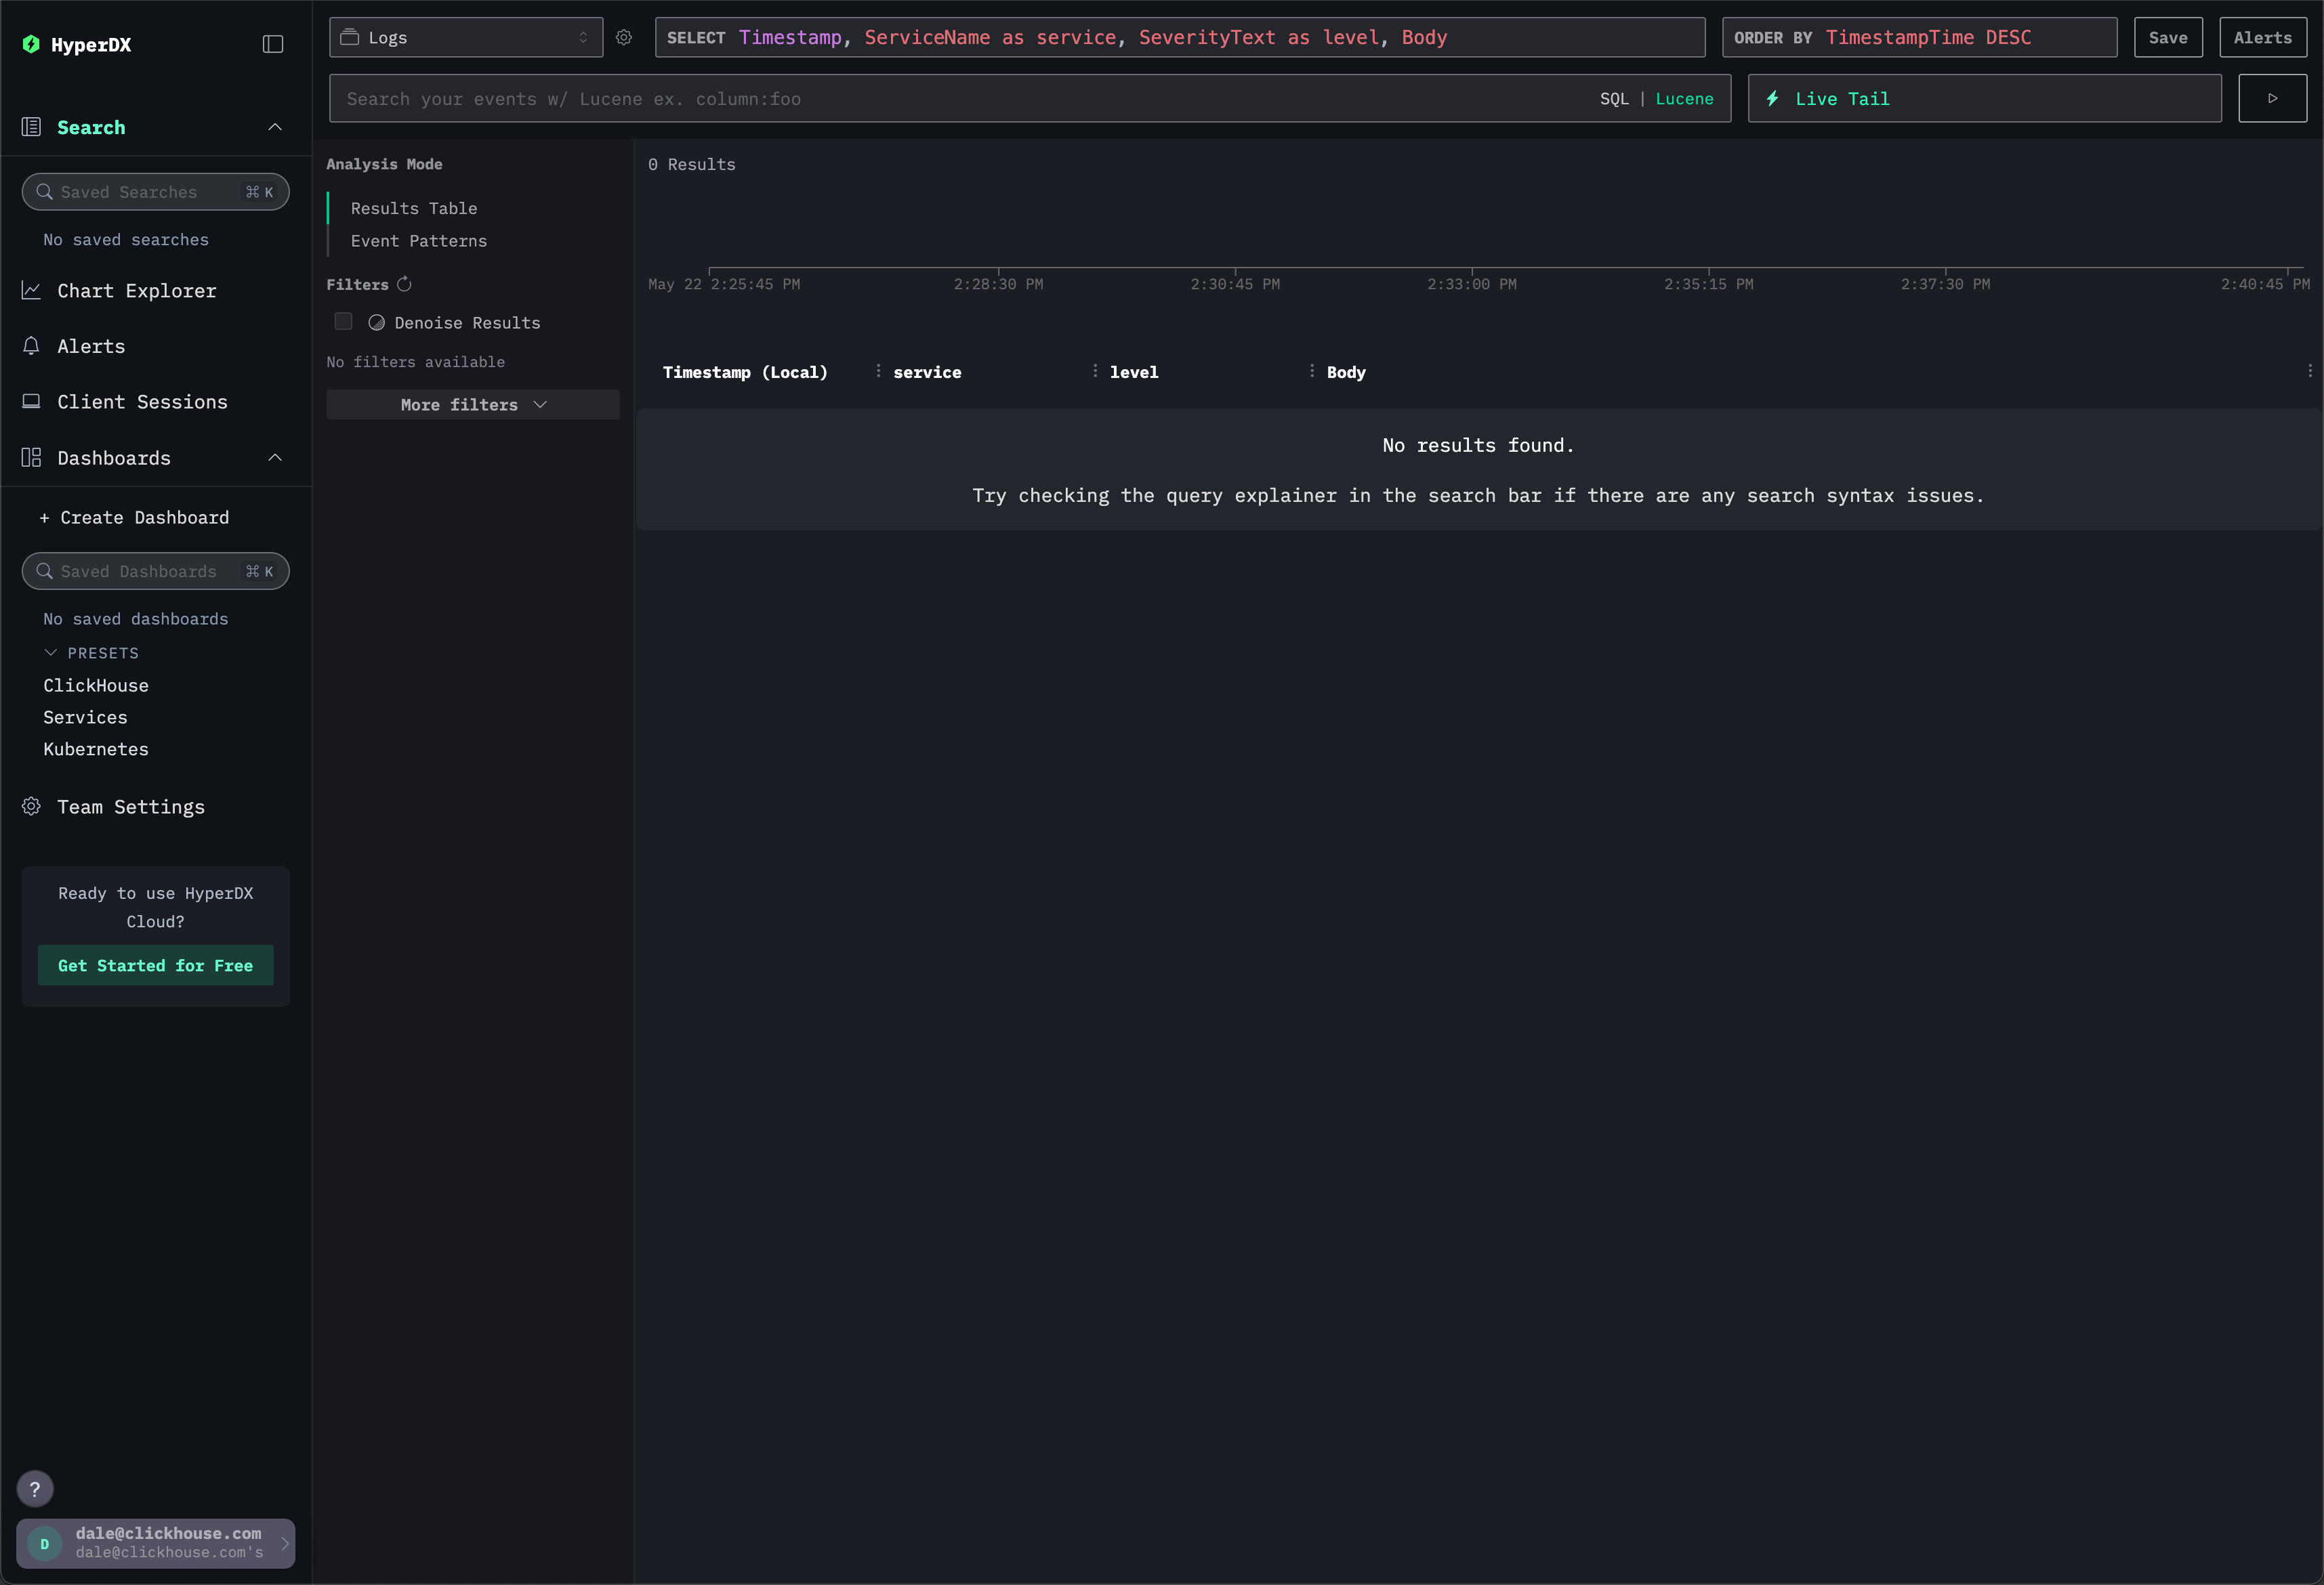 HyperDX
Search
Saved Searches ⌘ K
No saved searches
Chart Explorer
Alerts
Client Sessions
Dashboards
+ Create Dashboard
Saved Dashboards ⌘ K
No saved dashboards
PRESETS
ClickHouse
Services
Kubernetes
Team Settings
Ready to use HyperDX
Cloud?
Get Started for Free
?
D
dale@clickhouse.com
dale@clickhouse.com's
Logs
SELECT Timestamp, ServiceName as service, SeverityText as level, Body
ORDER BY TimestampTime DESC
Save
Alerts
Search your events w/ Lucene ex. column:foo
SQL | Lucene
Live Tail
Analysis Mode
Results Table
Event Patterns
Filters
Denoise Results
No filters available
More filters
0 Results
May 22 2:25:45 PM 2:28:30 PM 2:30:45 PM 2:33:00 PM 2:35:15 PM 2:37:30 PM 2:40:45 PM
Timestamp (Local) service level Body
No results found.
Try checking the query explainer in the search bar if there are any search syntax issues.